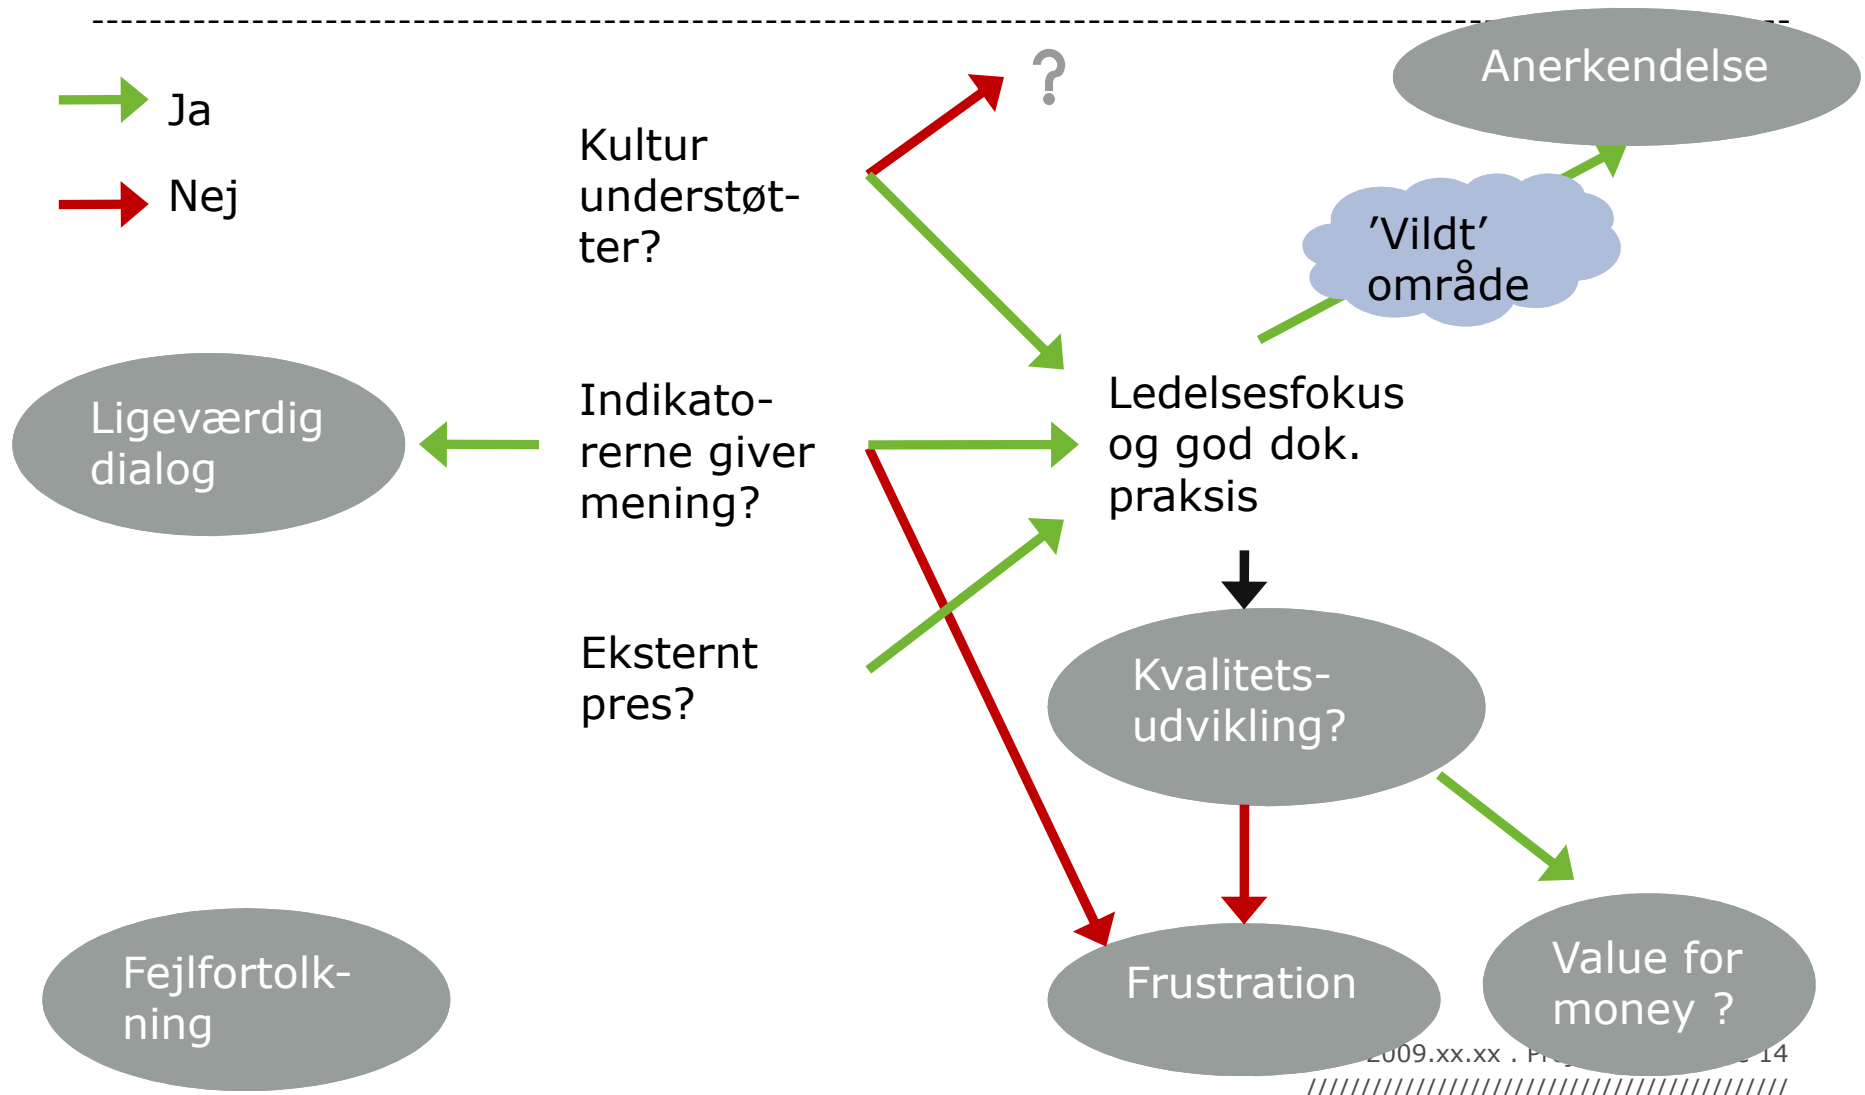 Anerkendelse
Ja
Nej
?
Kultur
understøt-
ter?
’Vildt’
område
Ligeværdig
dialog
Indikato-
rerne giver
mening?
Ledelsesfokus
og god dok.
praksis
Eksternt
pres?
Kvalitets-
udvikling?
Fejlfortolk-
ning
Frustration
Value for
money ?
2009.xx.xx . 14
////////////////////////////////////////////